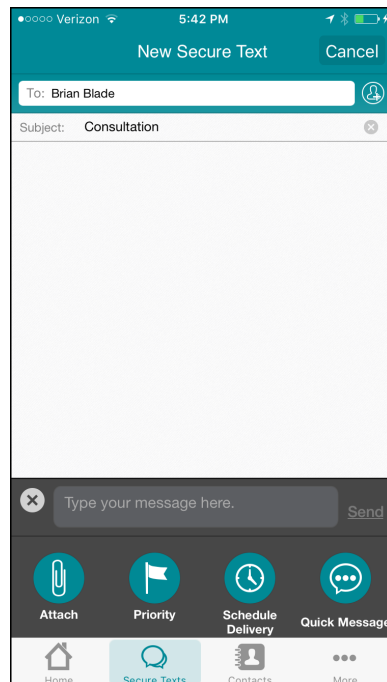 Verizon 5:42 PM
New Secure Text Cancel
To: Brian Blade
Subject: Consultation
Type your message here.
Send
Attach Priority Schedule Delivery Quick Message
Home Secure Texts Contacts More